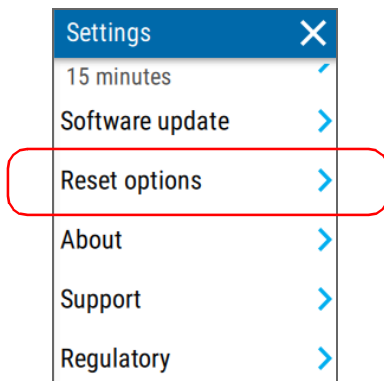 Settings
15 minutes
Software update
Reset options
About
Support
Regulatory